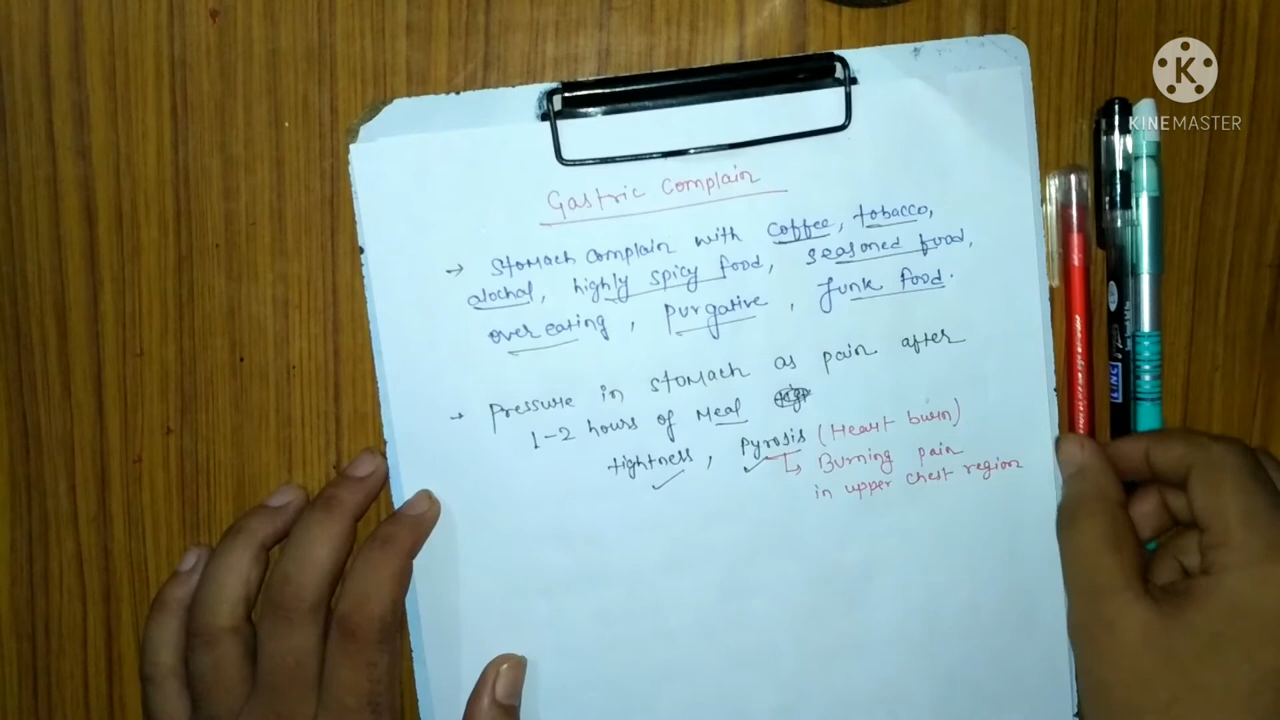 KINEMASTER
Gastric Complain
→ Stomach complain with coffee, tobacco,
alochal, highly spicy food, seasoned food,
over eating, purgative, junk food.
→ Pressure in stomach as pain after
1-2 hours of Meal
tightness, Pyrosis (Heart burn)
↳ Burning pain
in upper chest region